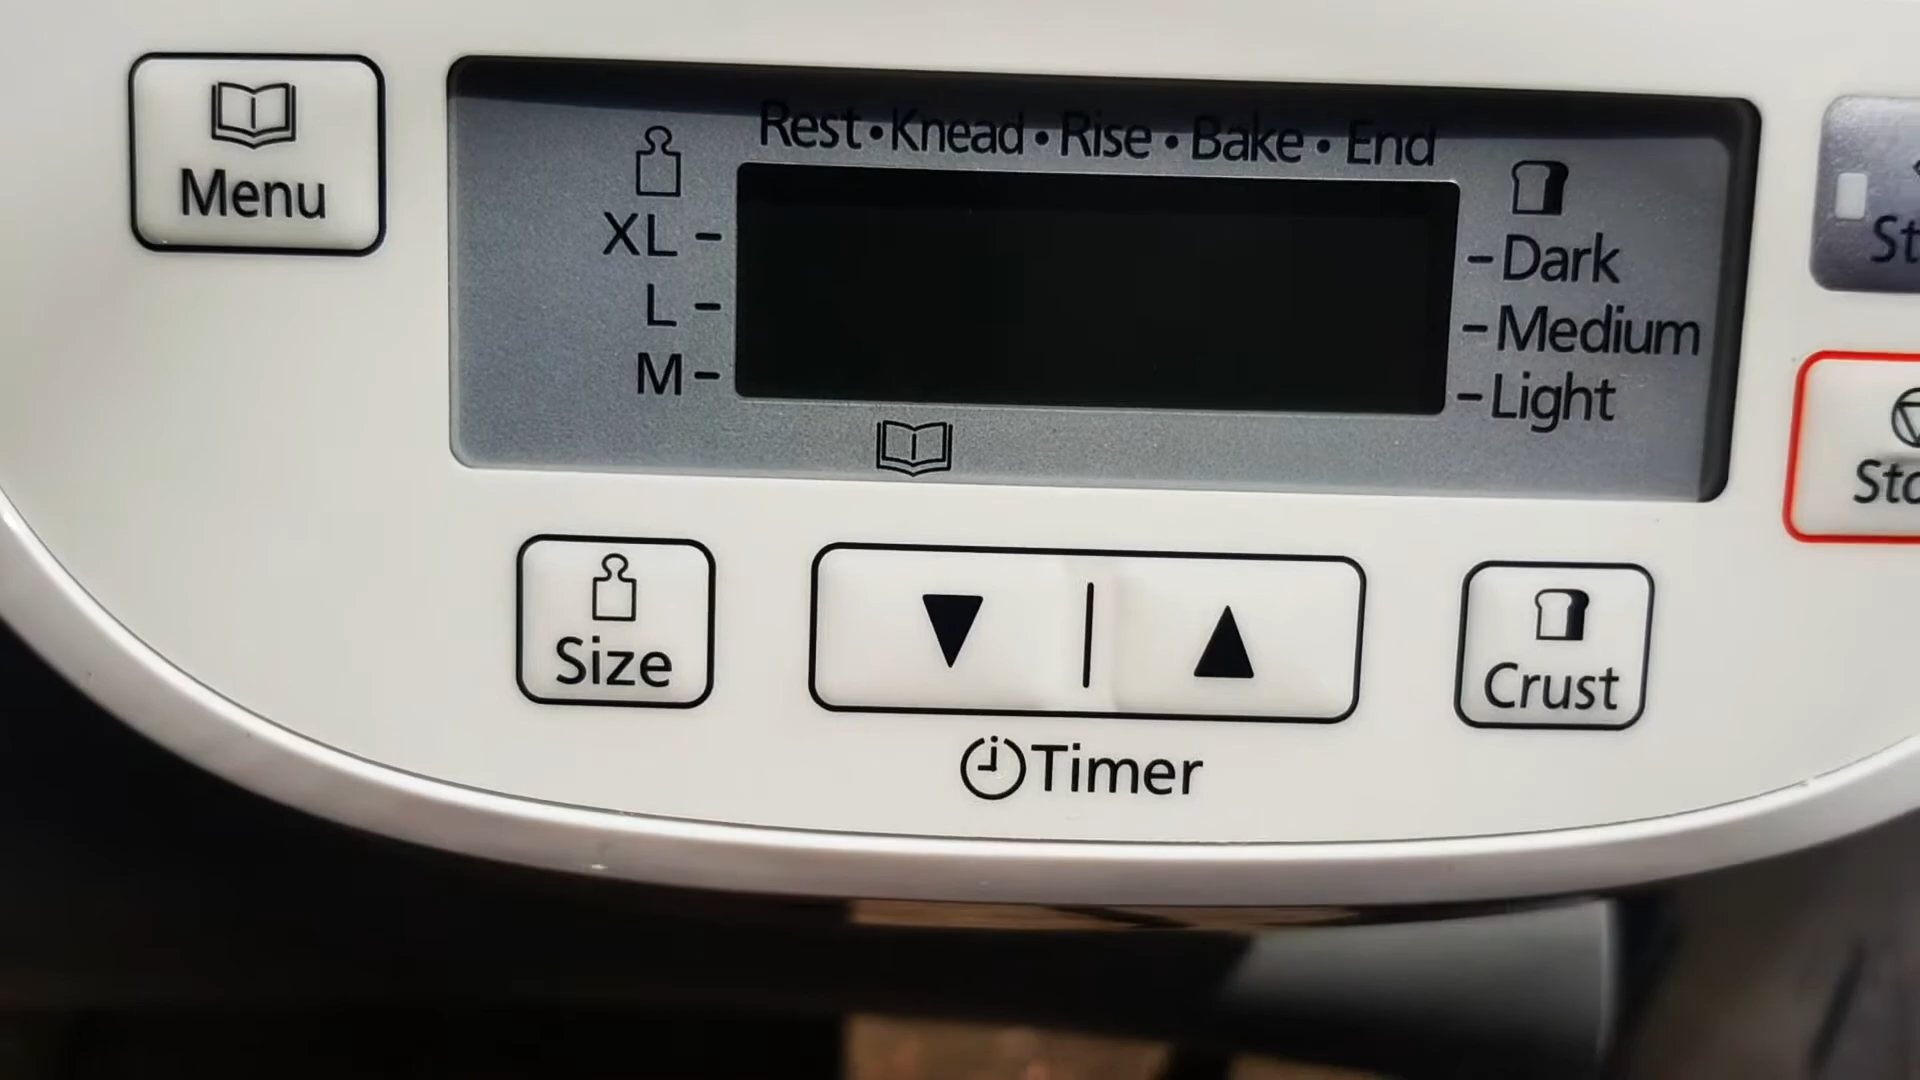 Menu
Rest•Knead•Rise•Bake•End
XL -
L -
M -
-Dark
-Medium
-Light
Size
Crust
Timer